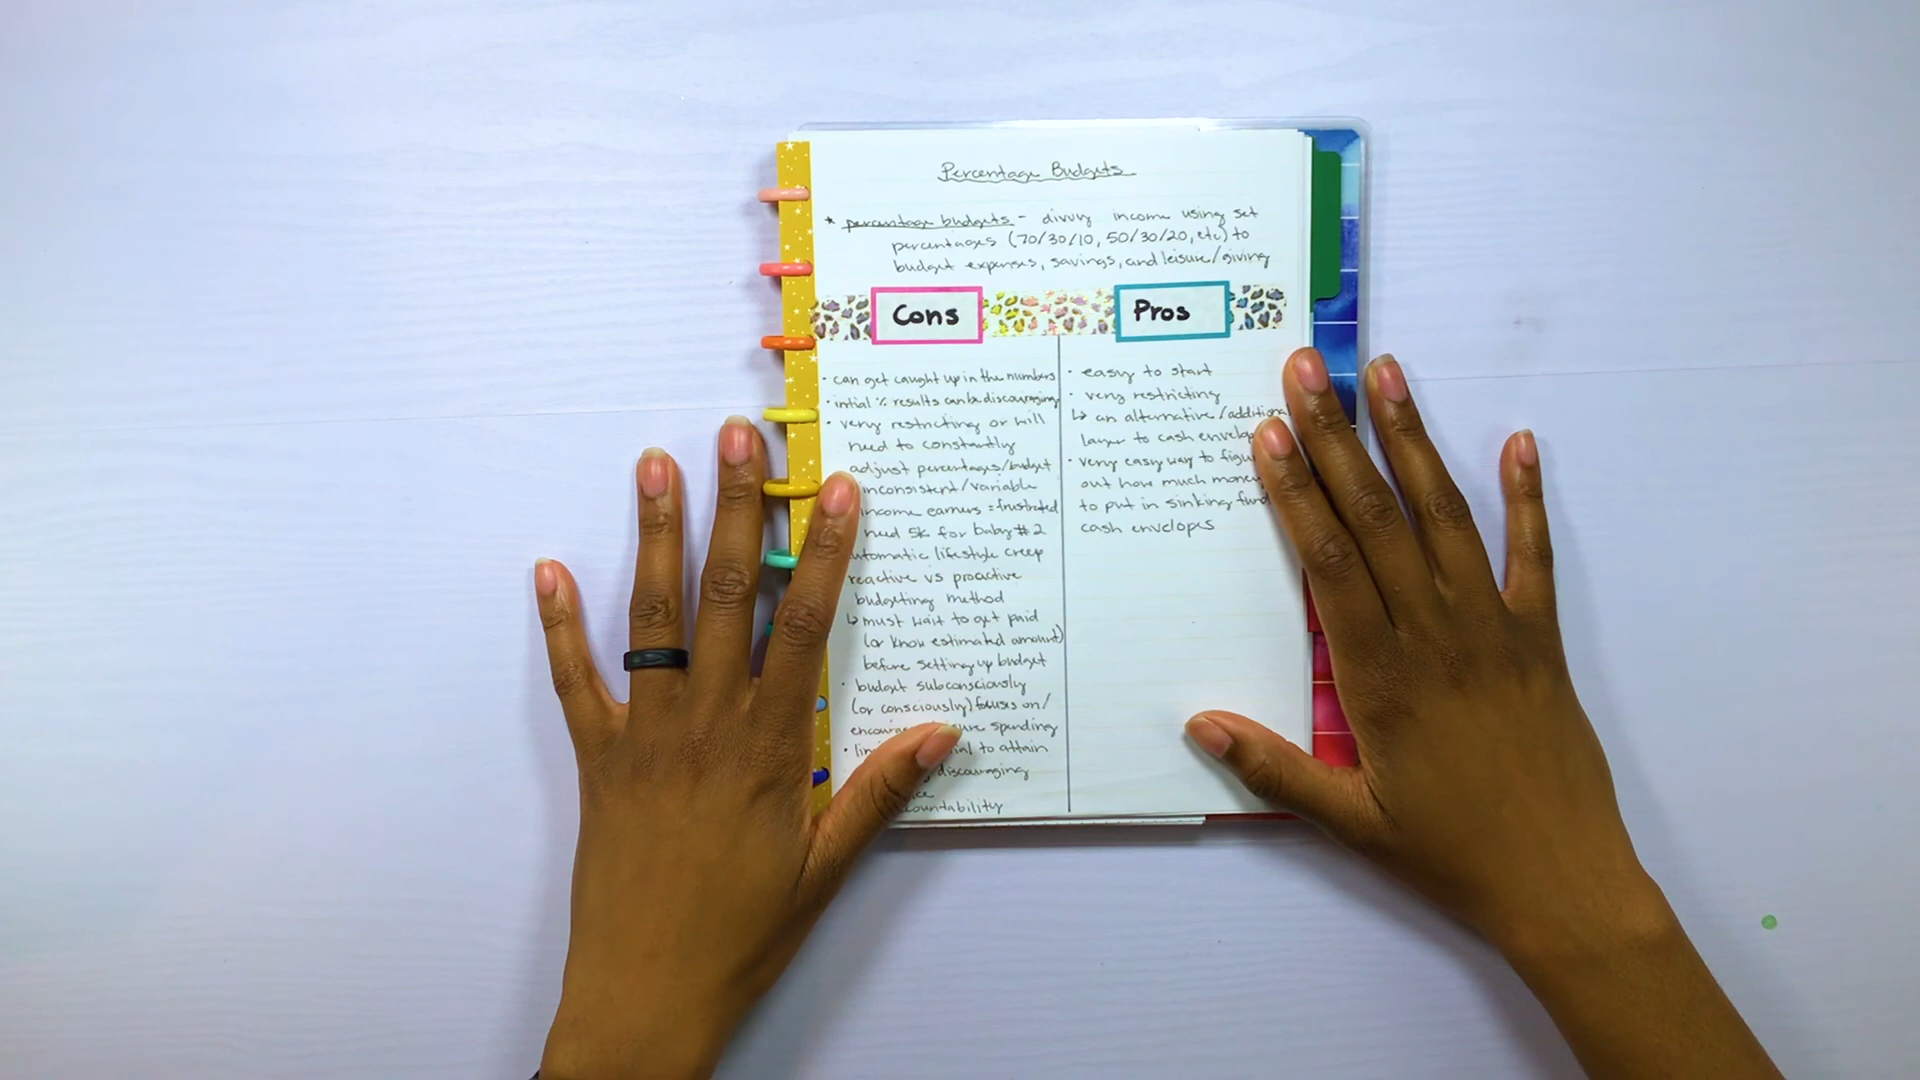 Percentage Budgets
* percentage budgets - divvy income using set
percentages (70/30/10, 50/30/20, etc) to
budget expenses, savings, and leisure/giving
Cons
· can get caught up in the numbers
· intial % results can be discouraging
· very restricting or will
need to constantly
adjust percentages/budget
inconsistent/variable
income earners = frustrated
need 5k for baby #2
automatic lifestyle creep
reactive vs proactive
budgeting method
↳ must wait to get paid
(or know estimated amount)
before setting up budget
· budget subconsciously
(or consciously) focuses on/
spending
to attain
discouraging
Pros
· easy to start
· very restricting
↳ an alternative/additional
layer to cash
· very easy way to
out how much money
to put in sinking
cash envelopes